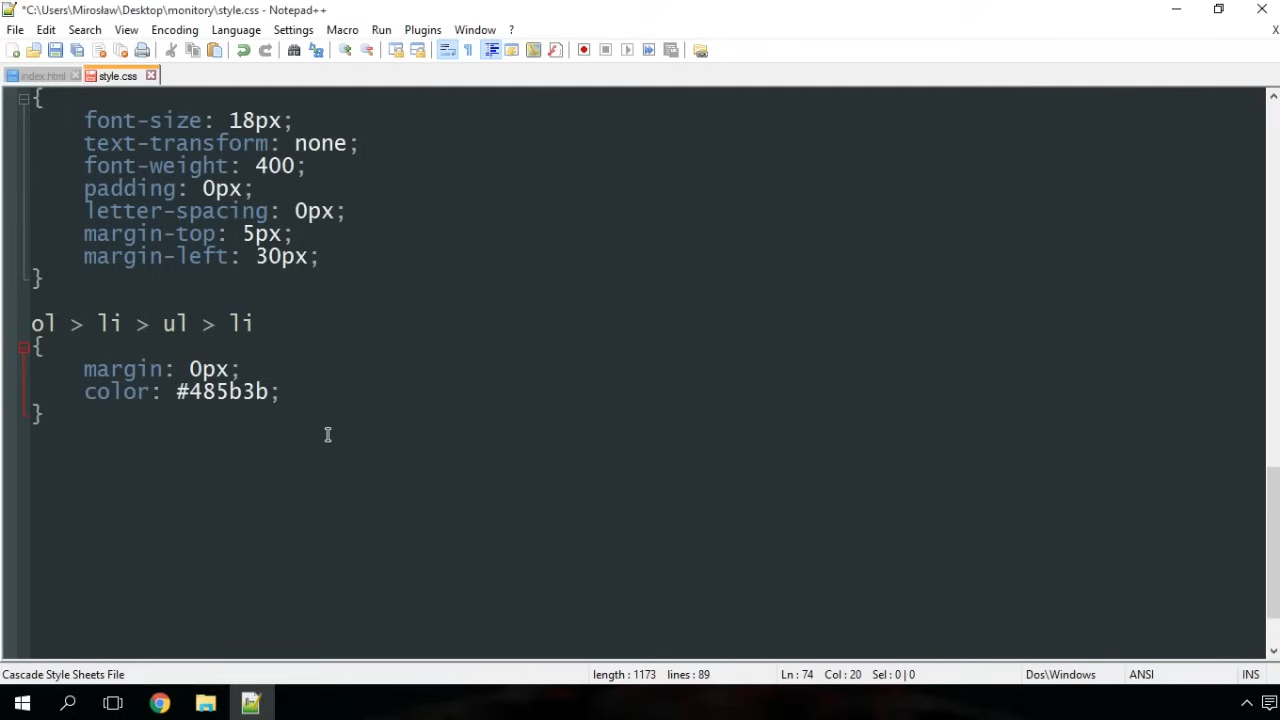 *C:\Users\Mirosław\Desktop\monitory\style.css - Notepad++
File Edit Search View Encoding Language Settings Macro Run Plugins Window ? X
index.html style.css
{
font-size: 18px;
text-transform: none;
font-weight: 400;
padding: 0px;
letter-spacing: 0px;
margin-top: 5px;
margin-left: 30px;
}
ol > li > ul > li
{
margin: 0px;
color: #485b3b;
}
Cascade Style Sheets File length : 1173 lines : 89 Ln : 74 Col : 20 Sel : 0 | 0 Dos\Windows ANSI INS